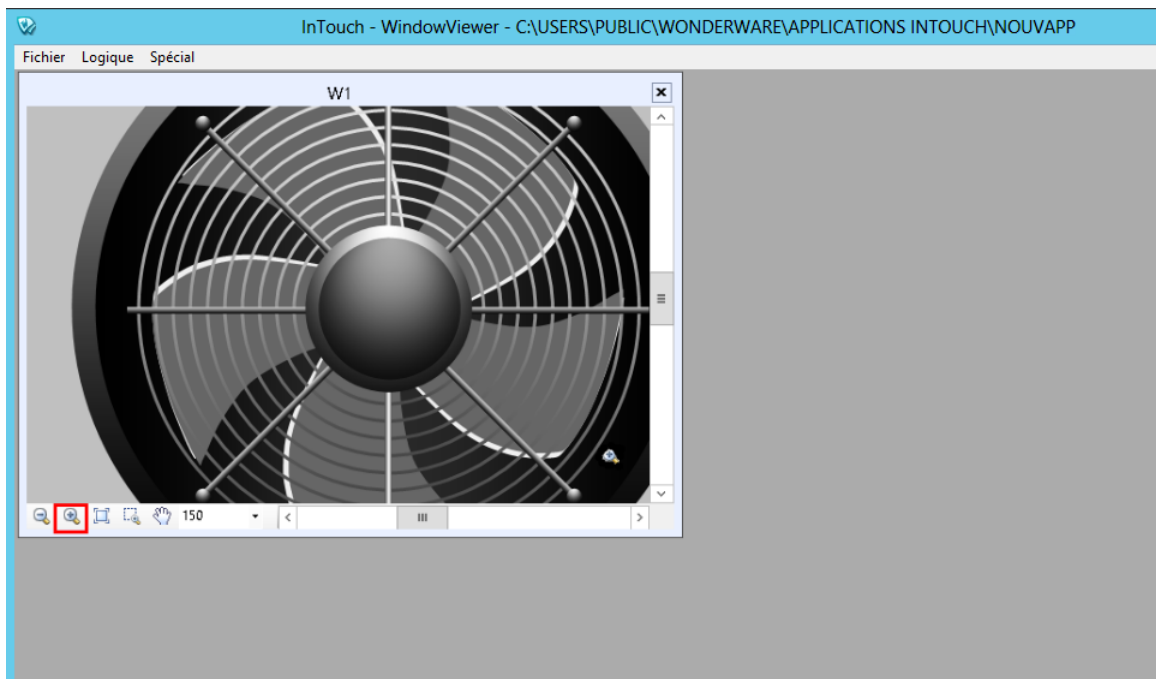 InTouch - WindowViewer - C:\USERS\PUBLIC\WONDERWARE\APPLICATIONS INTOUCH\NOUVAPP
Fichier Logique Spécial
W1
150